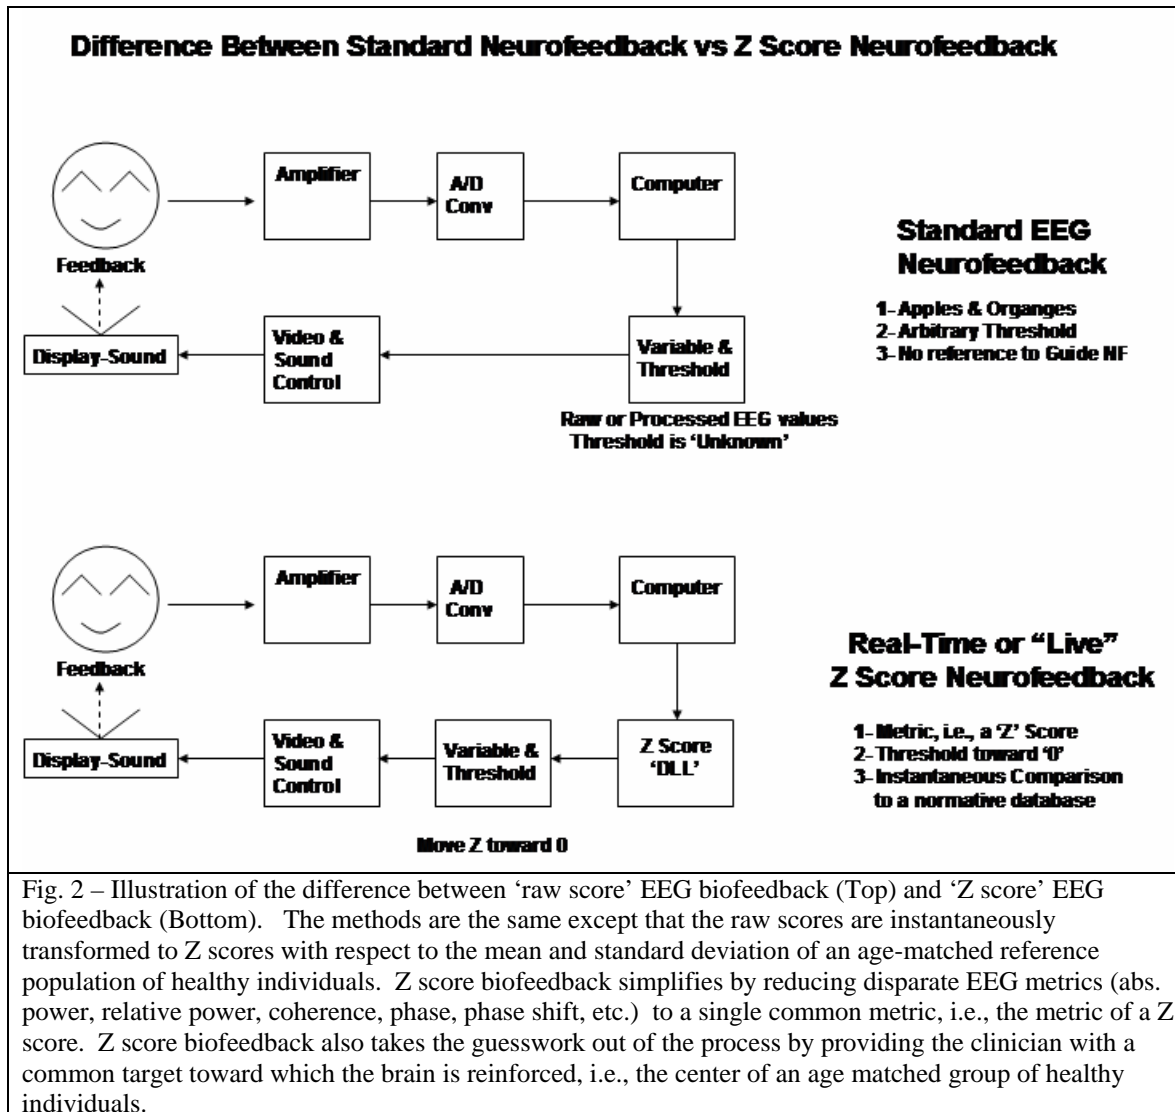 Difference Between Standard Neurofeedback vs Z Score Neurofeedback
Amplifier
A/D
Conv
Computer
Feedback
Display-Sound
Video &
Sound
Control
Variable &
Threshold
Raw or Processed EEG values
Threshold is ‘Unknown’
Standard EEG
Neurofeedback
1- Apples & Organges
2- Arbitrary Threshold
3- No reference to Guide NF
Amplifier
A/D
Conv
Computer
Feedback
Display-Sound
Video &
Sound
Control
Variable &
Threshold
Z Score
‘DLL’
Move Z toward 0
Real-Time or “Live”
Z Score Neurofeedback
1- Metric, i.e., a ‘Z’ Score
2- Threshold toward ‘0’
3- Instantaneous Comparison
to a normative database
Fig. 2 – Illustration of the difference between ‘raw score’ EEG biofeedback (Top) and ‘Z score’ EEG
biofeedback (Bottom).   The methods are the same except that the raw scores are instantaneously
transformed to Z scores with respect to the mean and standard deviation of an age-matched reference
population of healthy individuals.  Z score biofeedback simplifies by reducing disparate EEG metrics (abs.
power, relative power, coherence, phase, phase shift, etc.)  to a single common metric, i.e., the metric of a Z
score.  Z score biofeedback also takes the guesswork out of the process by providing the clinician with a
common target toward which the brain is reinforced, i.e., the center of an age matched group of healthy
individuals.